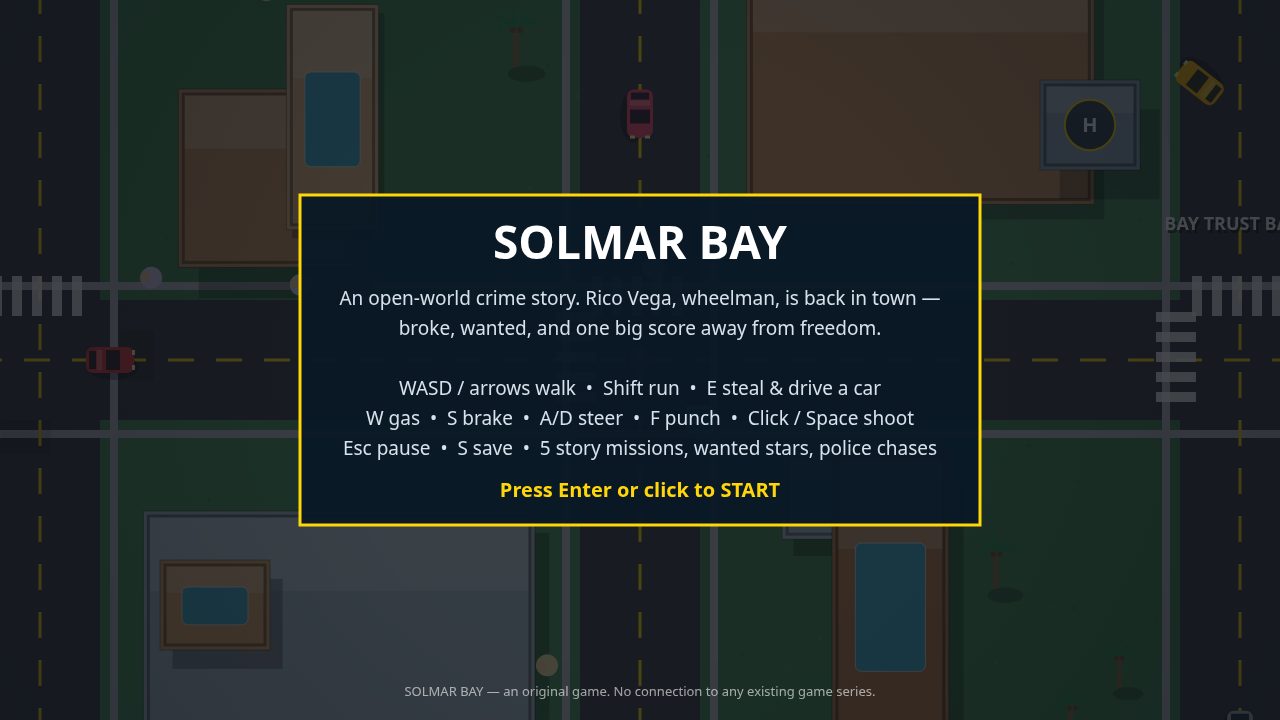 H
BAY TRUST BA
SOLMAR BAY
An open-world crime story. Rico Vega, wheelman, is back in town —
broke, wanted, and one big score away from freedom.
WASD / arrows walk • Shift run • E steal & drive a car
W gas • S brake • A/D steer • F punch • Click / Space shoot
Esc pause • S save • 5 story missions, wanted stars, police chases
Press Enter or click to START
SOLMAR BAY — an original game. No connection to any existing game series.